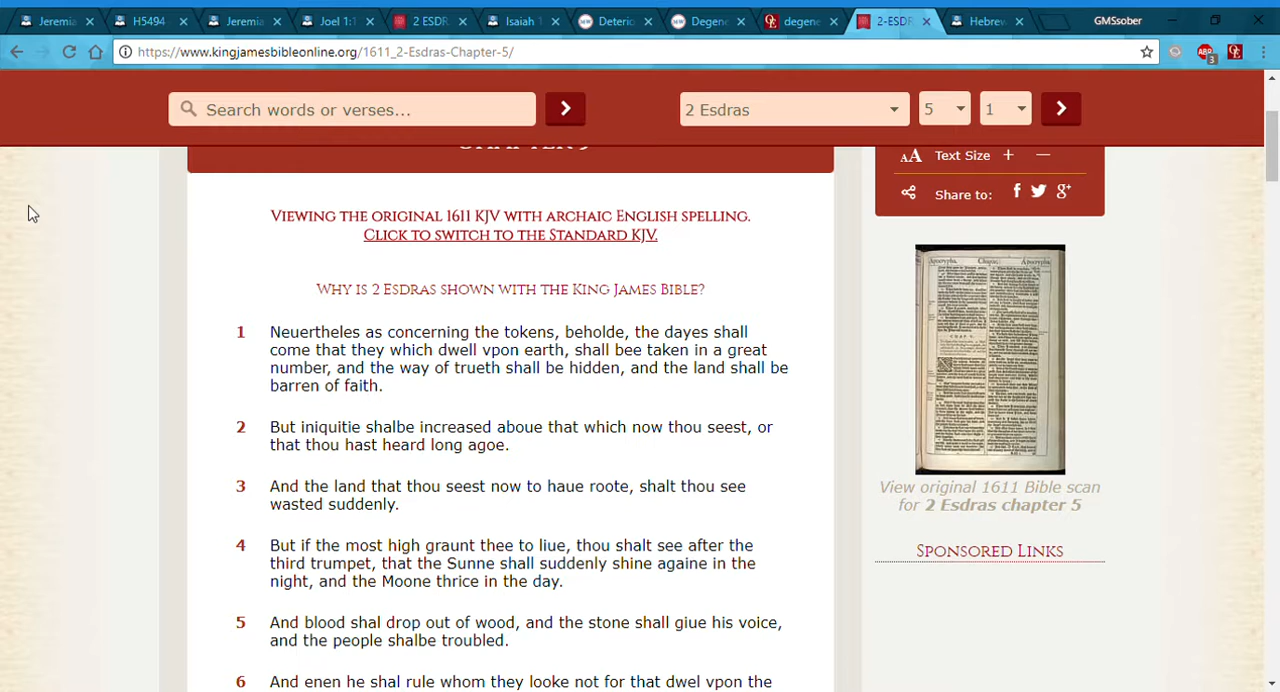 Jeremia
H5494
Jeremia
Joel 1:1
2 ESDR
Isaiah 1
Deterio
Degene
degene
2-ESDR
Hebrew
GMSsober
https://www.kingjamesbibleonline.org/1611_2-Esdras-Chapter-5/
ABP
3
Search words or verses...
2 Esdras
5
1
AA Text Size + —
Share to:
Viewing the original 1611 KJV with archaic English spelling.
Click to switch to the Standard KJV.
Why is 2 Esdras shown with the King James Bible?
1 Neuertheles as concerning the tokens, beholde, the dayes shall
come that they which dwell vpon earth, shall bee taken in a great
number, and the way of trueth shall be hidden, and the land shall be
barren of faith.
2 But iniquitie shalbe increased aboue that which now thou seest, or
that thou hast heard long agoe.
3 And the land that thou seest now to haue roote, shalt thou see
wasted suddenly.
4 But if the most high graunt thee to liue, thou shalt see after the
third trumpet, that the Sunne shall suddenly shine againe in the
night, and the Moone thrice in the day.
5 And blood shal drop out of wood, and the stone shall giue his voice,
and the people shalbe troubled.
6 And euen he shal rule whom they looke not for that dwel vpon the
Apocrypha. Chap. Apocrypha.
View original 1611 Bible scan
for 2 Esdras chapter 5
Sponsored Links